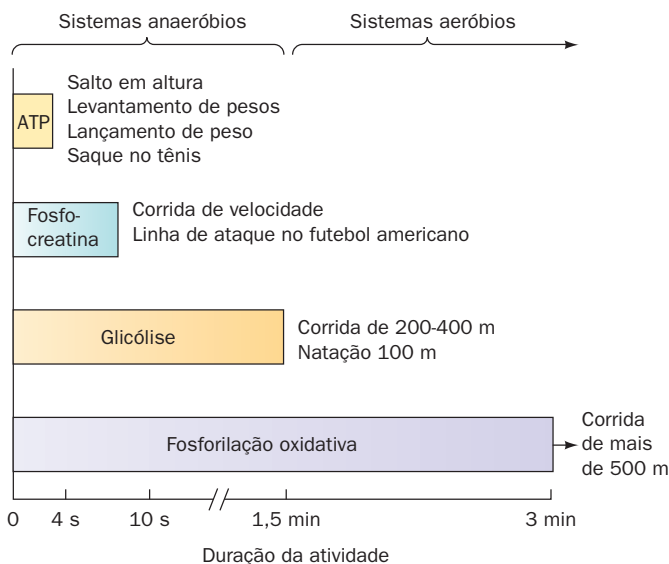 Sistemas anaeróbios
Sistemas aeróbios
ATP
Salto em altura
Levantamento de pesos
Lançamento de peso
Saque no tênis
Fosfo-
creatina
Corrida de velocidade
Linha de ataque no futebol americano
Glicólise
Corrida de 200-400 m
Natação 100 m
Fosforilação oxidativa
Corrida
de mais
de 500 m
0
4 s
10 s
1,5 min
3 min
Duração da atividade